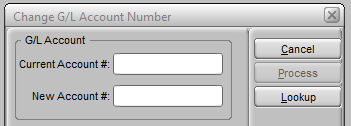 Change G/L Account Number
G/L Account
Current Account #:
New Account #:
Cancel
Process
Lookup